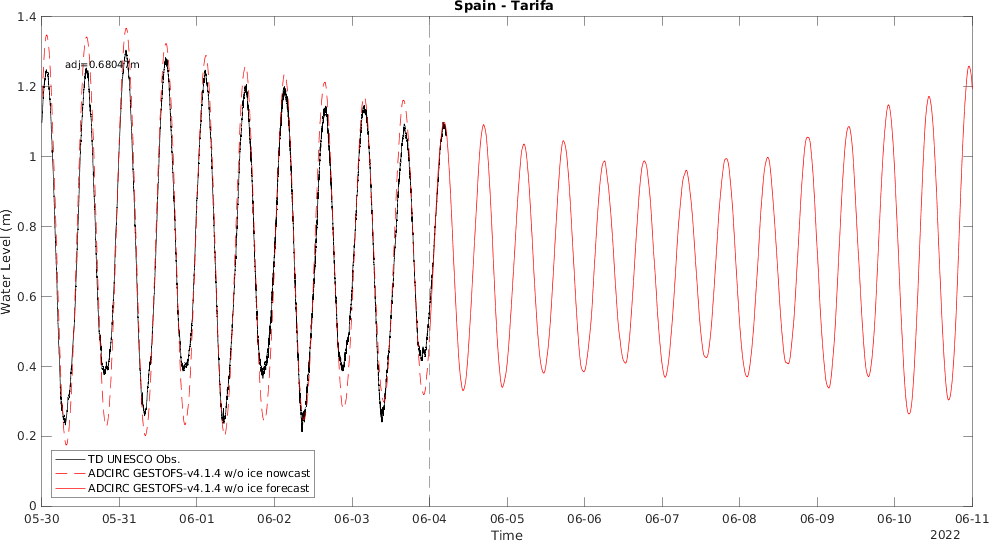 Spain - Tarifa
1.4
1.2
1
0.8
0.6
0.4
0.2
0
Water Level (m)
TD UNESCO Obs.
ADCIRC GESTOFS-v4.1.4 w/o ice nowcast
ADCIRC GESTOFS-v4.1.4 w/o ice forecast
05-30 05-31 06-01 06-02 06-03 06-04 06-05 06-06 06-07 06-08 06-09 06-10 06-11
Time
2022